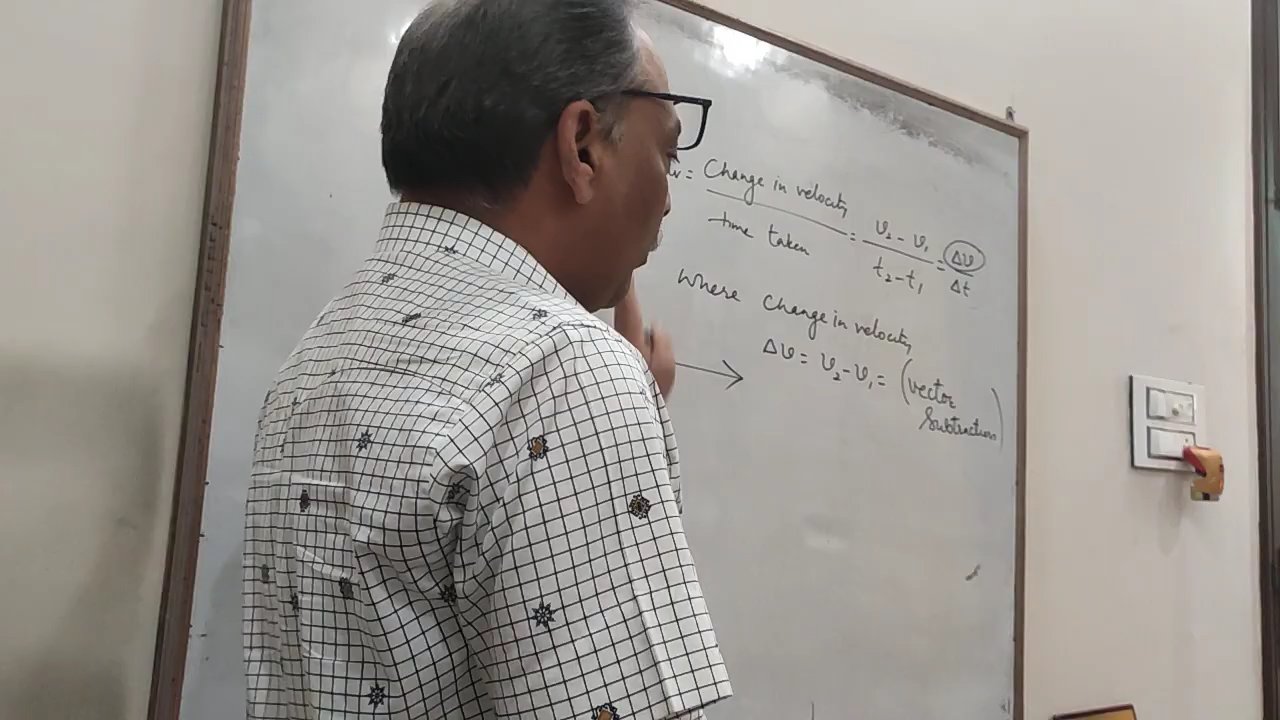 = Change in velocity / time taken = v₂ - v₁ / t₂ - t₁ = Δv / Δt
Where Change in velocity
Δv = v₂ - v₁ = (vector
Subtraction)